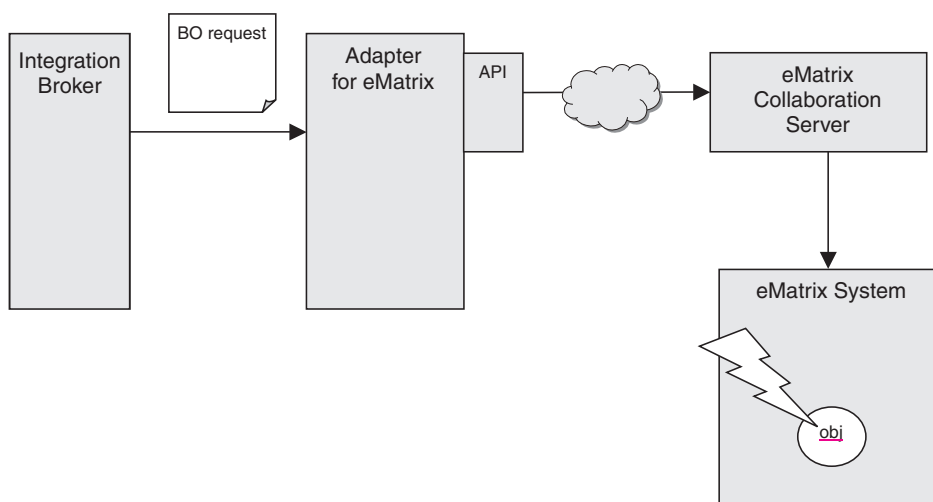 Integration
Broker
BO request
Adapter
for eMatrix
API
eMatrix
Collaboration
Server
eMatrix System
obj